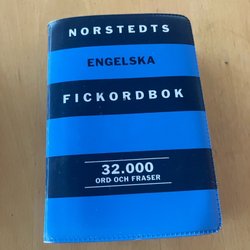 NORSTEDTS
ENGELSKA
FICKORDBOK
32.000
ORD OCH FRASER